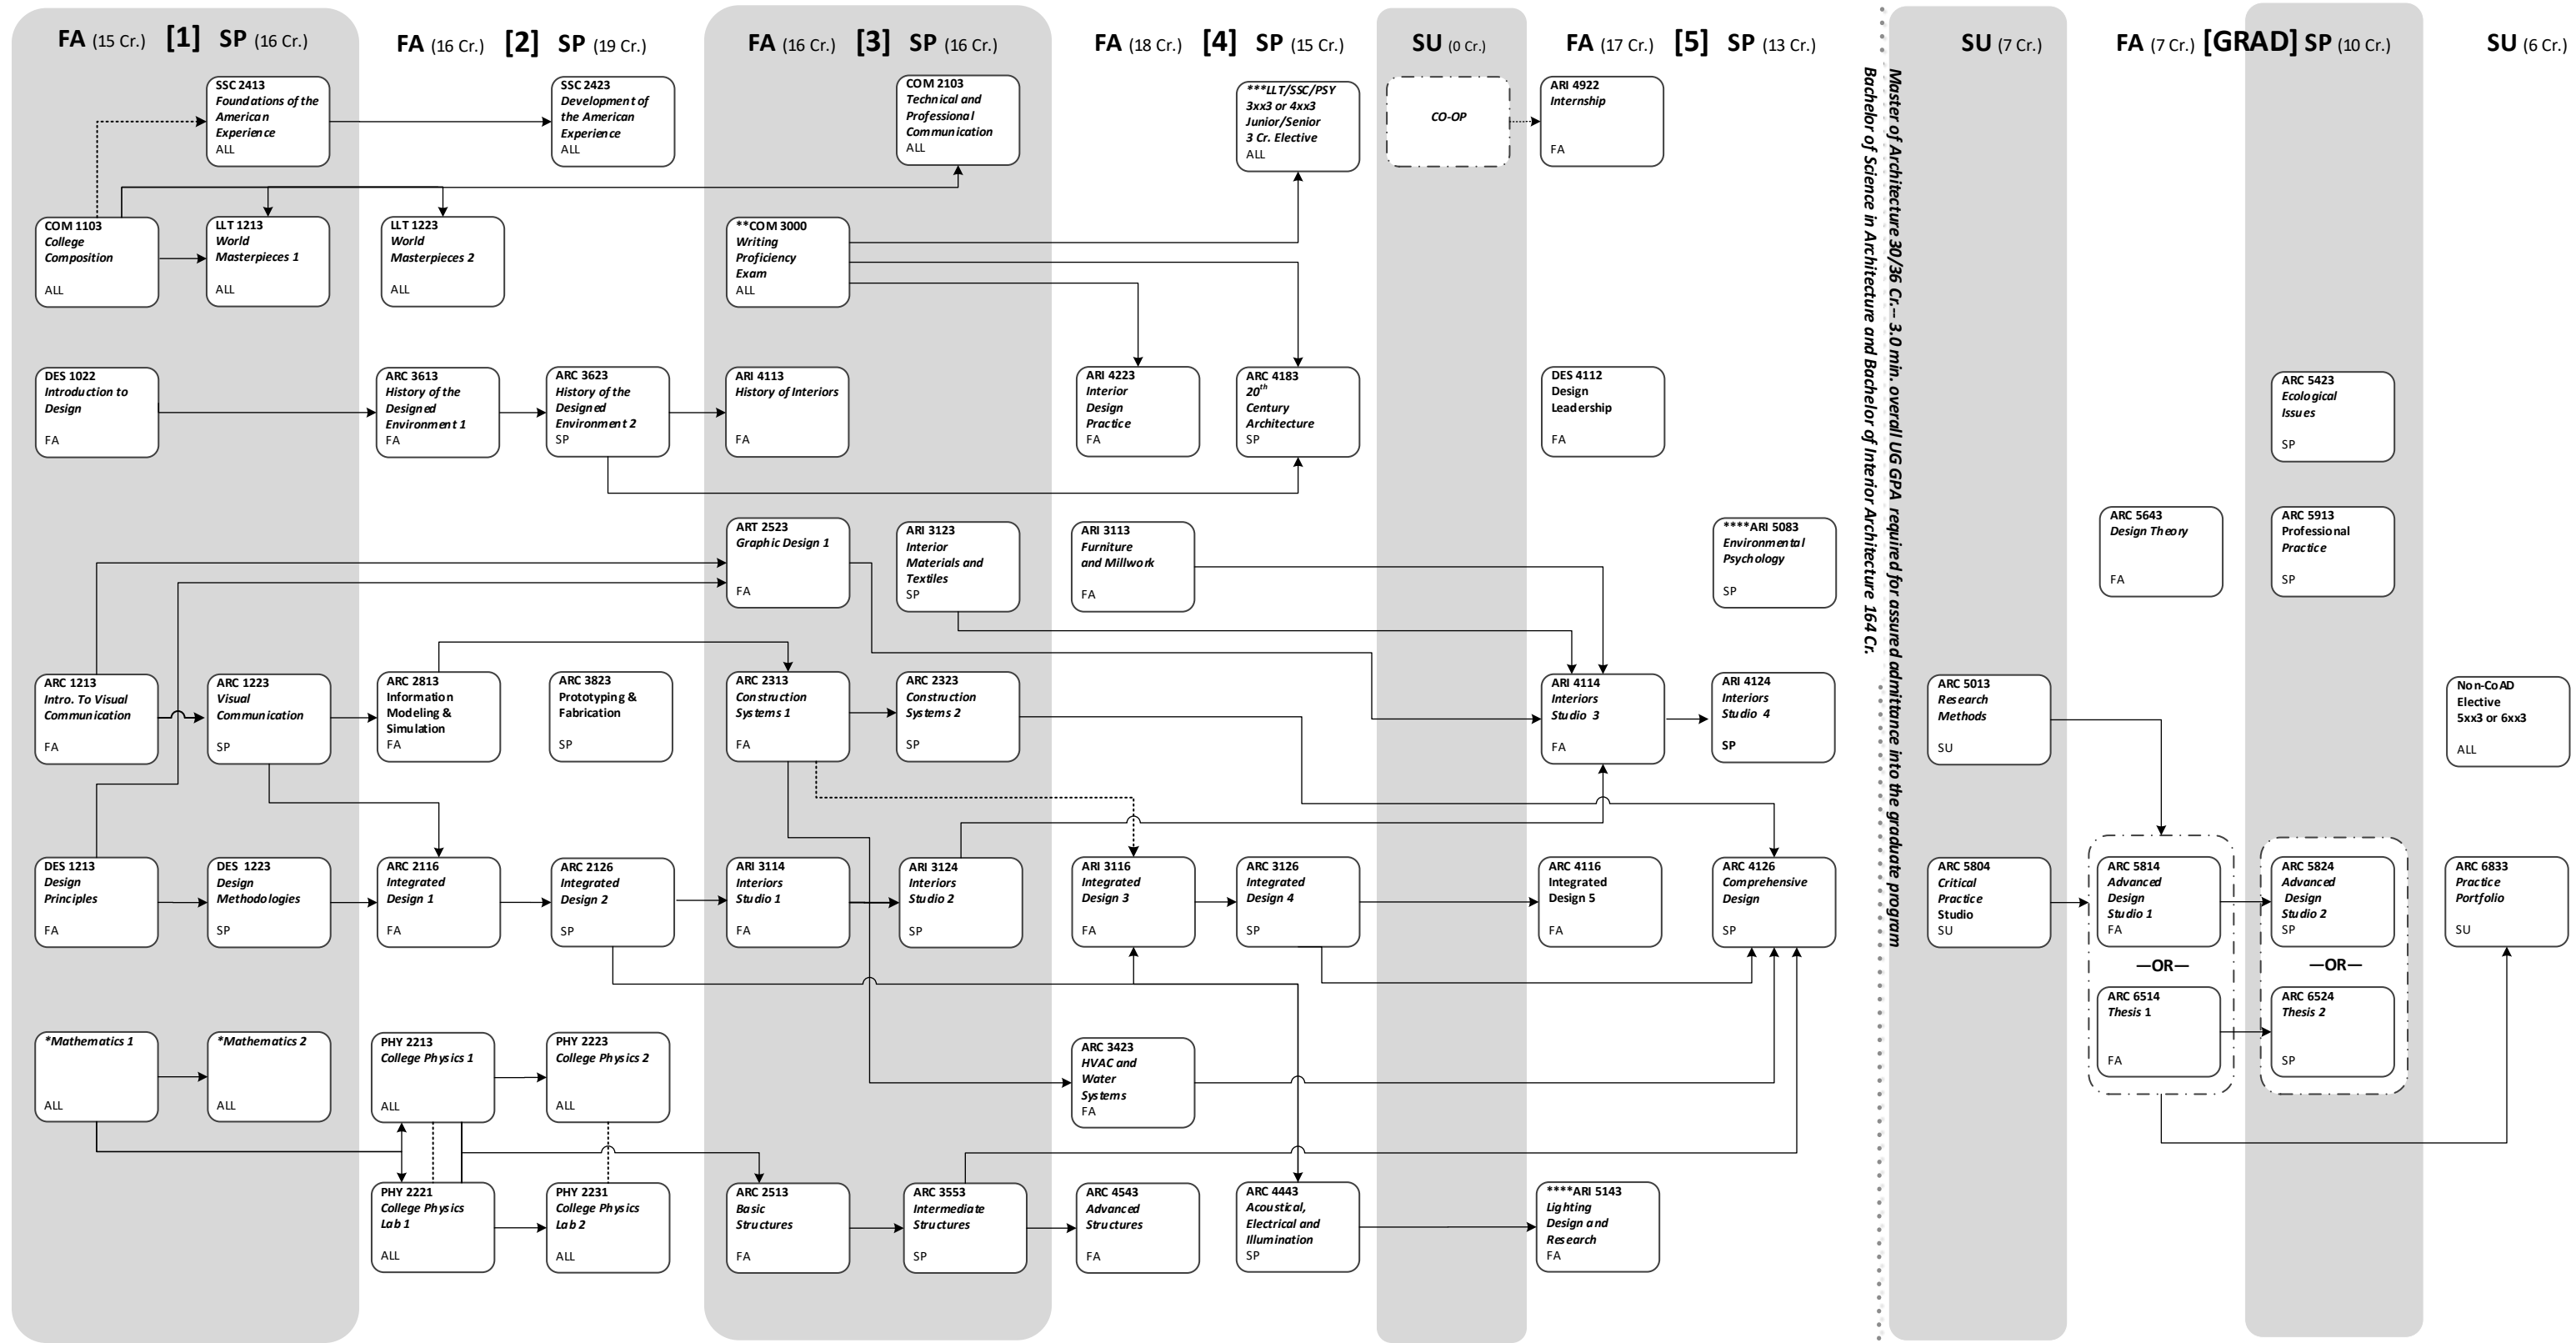 FA (15 Cr.) [1] SP (16 Cr.)
FA (16 Cr.) [2] SP (19 Cr.)
FA (16 Cr.) [3] SP (16 Cr.)
FA (18 Cr.) [4] SP (15 Cr.)
SU (0 Cr.)
FA (17 Cr.) [5] SP (13 Cr.)
SU (7 Cr.)
FA (7 Cr.) [GRAD] SP (10 Cr.)
SU (6 Cr.)
SSC 2413
Foundations of the
American
Experience
ALL
SSC 2423
Development of
the American
Experience
ALL
COM 2103
Technical and
Professional
Communication
ALL
***LLT/SSC/PSY
3xx3 or 4xx3
Junior/Senior
3 Cr. Elective
ALL
CO-OP
ARI 4922
Internship
FA
COM 1103
College
Composition
ALL
LLT 1213
World
Masterpieces 1
ALL
LLT 1223
World
Masterpieces 2
ALL
**COM 3000
Writing
Proficiency
Exam
ALL
DES 1022
Introduction to
Design
FA
ARC 3613
History of the
Designed
Environment 1
FA
ARC 3623
History of the
Designed
Environment 2
SP
ARI 4113
History of Interiors
FA
ARI 4223
Interior
Design
Practice
FA
ARC 4183
20th
Century
Architecture
SP
DES 4112
Design
Leadership
FA
ARC 5423
Ecological
Issues
SP
ART 2523
Graphic Design 1
FA
ARI 3123
Interior
Materials and
Textiles
SP
ARI 3113
Furniture
and Millwork
FA
****ARI 5083
Environmental
Psychology
SP
ARC 5643
Design Theory
FA
ARC 5913
Professional
Practice
SP
ARC 1213
Intro. To Visual
Communication
FA
ARC 1223
Visual
Communication
SP
ARC 2813
Information
Modeling &
Simulation
FA
ARC 3823
Prototyping &
Fabrication
SP
ARC 2313
Construction
Systems 1
FA
ARC 2323
Construction
Systems 2
SP
ARI 4114
Interiors
Studio 3
FA
ARI 4124
Interiors
Studio 4
SP
ARC 5013
Research
Methods
SU
Non-CoAD
Elective
5xx3 or 6xx3
ALL
DES 1213
Design
Principles
FA
DES 1223
Design
Methodologies
SP
ARC 2116
Integrated
Design 1
FA
ARC 2126
Integrated
Design 2
SP
ARI 3114
Interiors
Studio 1
FA
ARI 3124
Interiors
Studio 2
SP
ARI 3116
Integrated
Design 3
FA
ARC 3126
Integrated
Design 4
SP
ARC 4116
Integrated
Design 5
FA
ARC 4126
Comprehensive
Design
SP
ARC 5804
Critical
Practice
Studio
SU
ARC 5814
Advanced
Design
Studio 1
FA
—OR—
ARC 6514
Thesis 1
FA
ARC 5824
Advanced
Design
Studio 2
SP
—OR—
ARC 6524
Thesis 2
SP
ARC 6833
Practice
Portfolio
SU
*Mathematics 1
ALL
*Mathematics 2
ALL
PHY 2213
College Physics 1
ALL
PHY 2223
College Physics 2
ALL
ARC 3423
HVAC and
Water
Systems
FA
PHY 2221
College Physics
Lab 1
ALL
PHY 2231
College Physics
Lab 2
ALL
ARC 2513
Basic
Structures
FA
ARC 3553
Intermediate
Structures
SP
ARC 4543
Advanced
Structures
FA
ARC 4443
Acoustical,
Electrical and
Illumination
SP
****ARI 5143
Lighting
Design and
Research
FA
Master of Architecture 30/36 Cr.-- 3.0 min. overall UG GPA required for assured admittance into the graduate program
Bachelor of Science in Architecture and Bachelor of Interior Architecture 164 Cr.